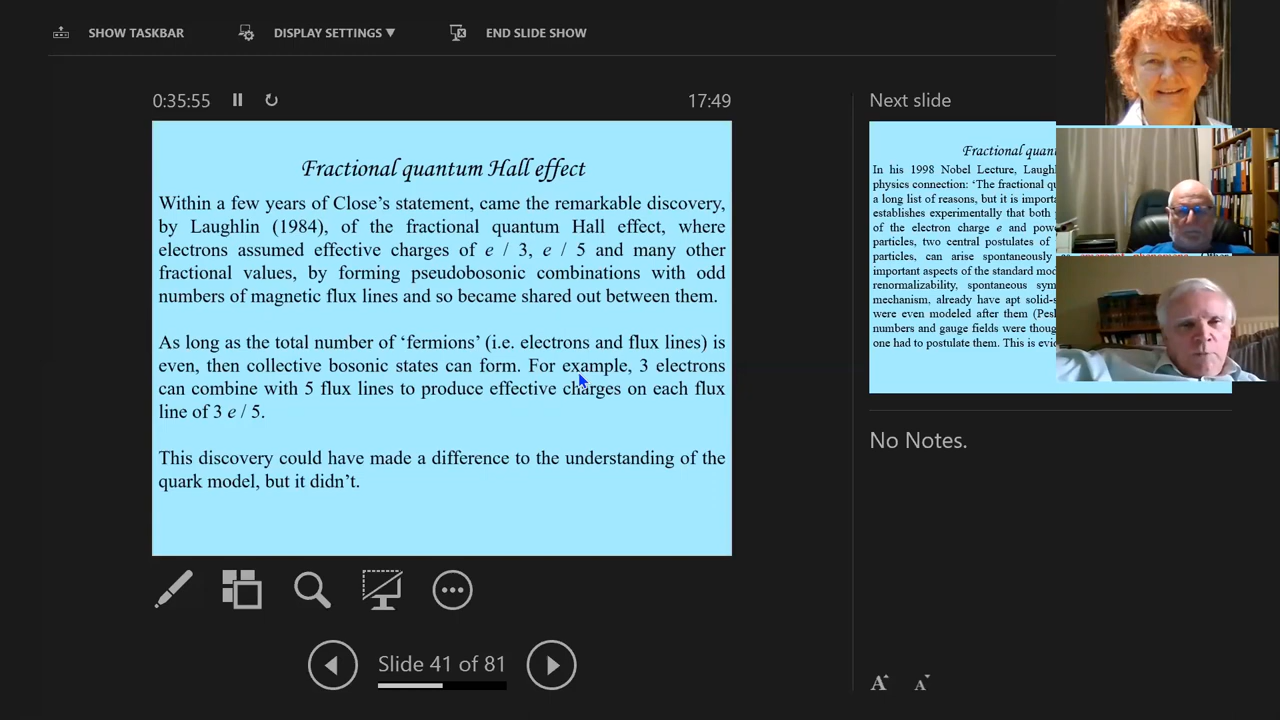 SHOW TASKBAR
DISPLAY SETTINGS ▼
END SLIDE SHOW
0:35:55
17:49
Next slide
Fractional quantum Hall effect
Within a few years of Close’s statement, came the remarkable discovery,
by Laughlin (1984), of the fractional quantum Hall effect, where
electrons assumed effective charges of e / 3, e / 5 and many other
fractional values, by forming pseudobosonic combinations with odd
numbers of magnetic flux lines and so became shared out between them.
As long as the total number of ‘fermions’ (i.e. electrons and flux lines) is
even, then collective bosonic states can form. For example, 3 electrons
can combine with 5 flux lines to produce effective charges on each flux
line of 3 e / 5.
This discovery could have made a difference to the understanding of the
quark model, but it didn’t.
Fractional
In his 1998 Nobel Lecture,
physics connection: ‘The fractional
a long list of reasons, but it is
establishes experimentally that both
of the electron charge e and
particles, two central postulates of
particles, can arise spontaneously
important aspects of the standard
renormalizability, spontaneous
mechanism, already have apt
were even modeled after them
numbers and gauge fields were
one had to postulate them. This is
No Notes.
Slide 41 of 81
A A